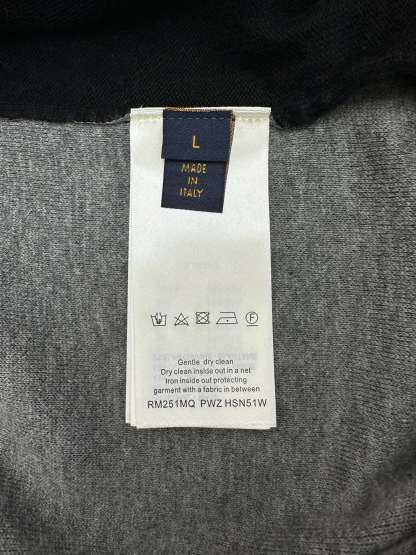 L
MADE
IN
ITALY
Gentle dry clean
Dry clean inside out in a net
Iron inside out protecting
garment with a fabric in between
RM251MQ PWZ HSN51W